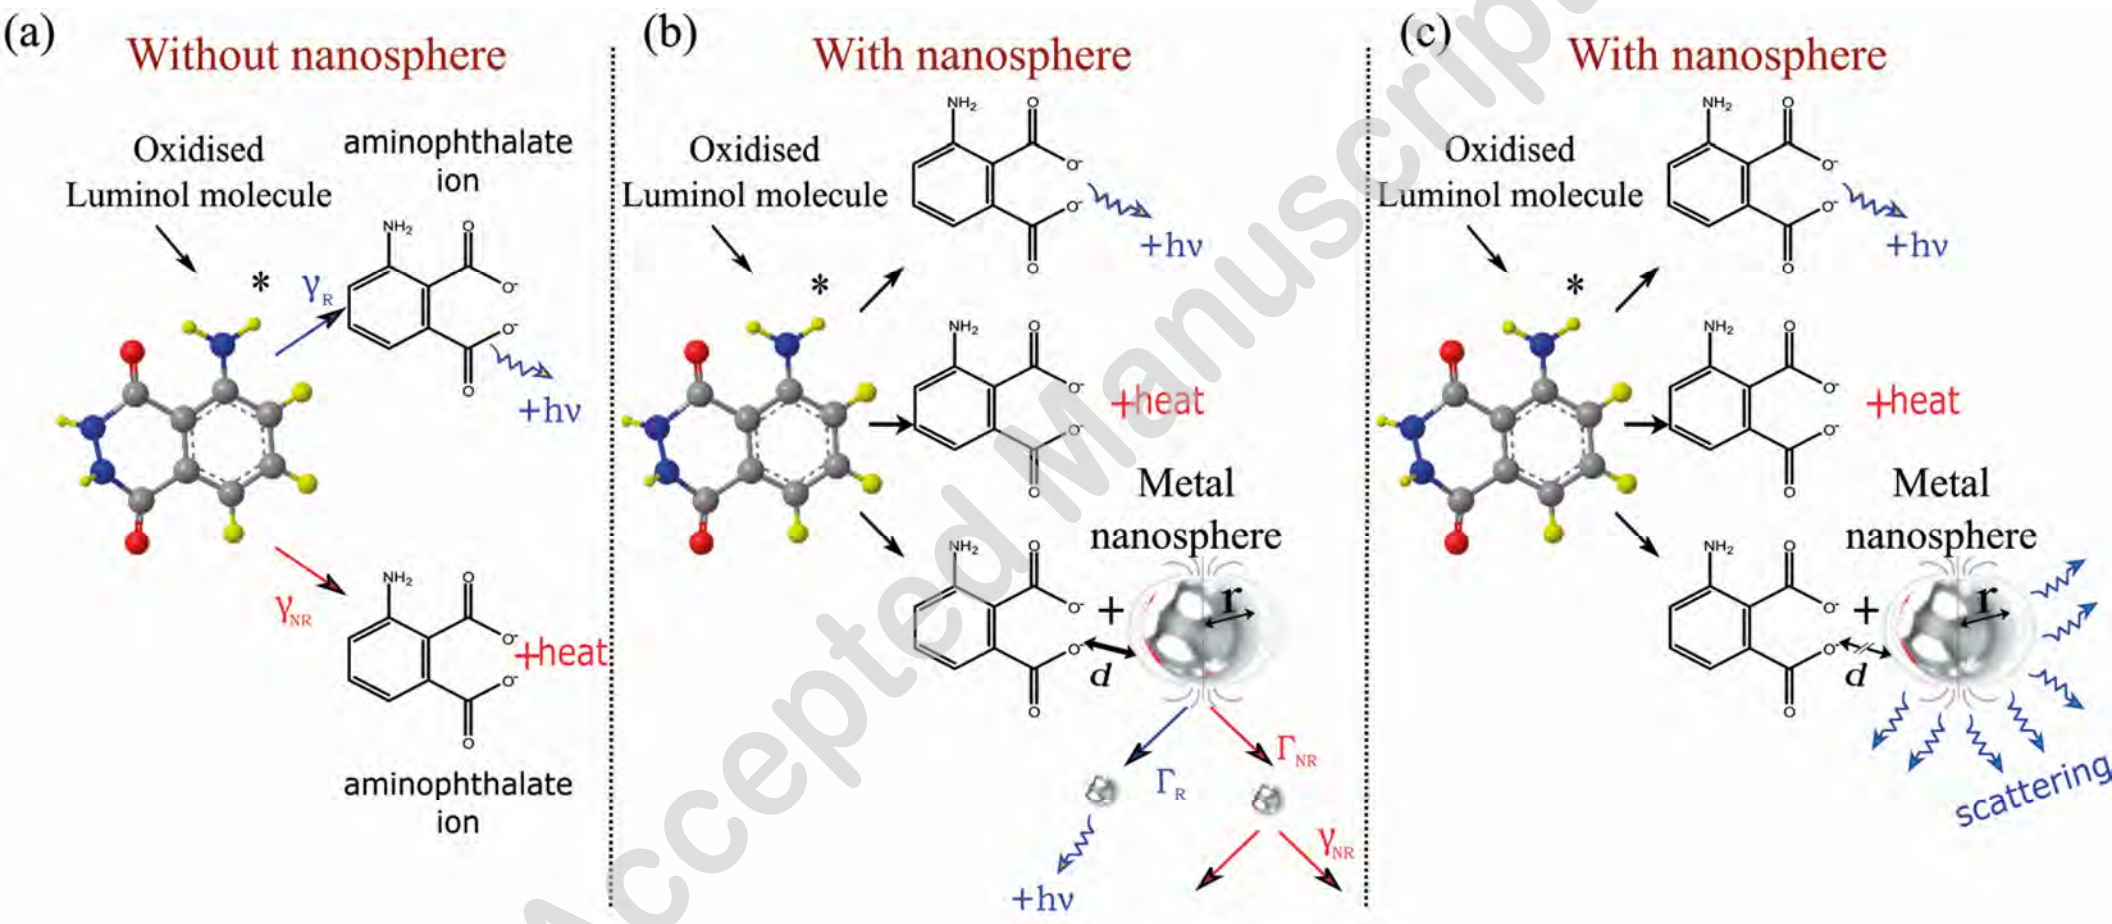 (a)
Without nanosphere
Oxidised
Luminol molecule
aminophthalate
ion
*
γR
NH₂
O
O⁻
O⁻
O
+hν
γNR
NH₂
O
O⁻
O⁻
O
+heat
aminophthalate
ion
(b)
With nanosphere
Oxidised
Luminol molecule
*
NH₂
O
O⁻
O⁻
O
+hν
NH₂
O
O⁻
O⁻
O
+heat
Metal
nanosphere
NH₂
O
O⁻
O⁻
O
+
r
d
ΓR
ΓNR
+hν
γNR
(c)
With nanosphere
Oxidised
Luminol molecule
*
NH₂
O
O⁻
O⁻
O
+hν
NH₂
O
O⁻
O⁻
O
+heat
Metal
nanosphere
NH₂
O
O⁻
O⁻
O
+
r
d
scattering
Accepted Manuscript